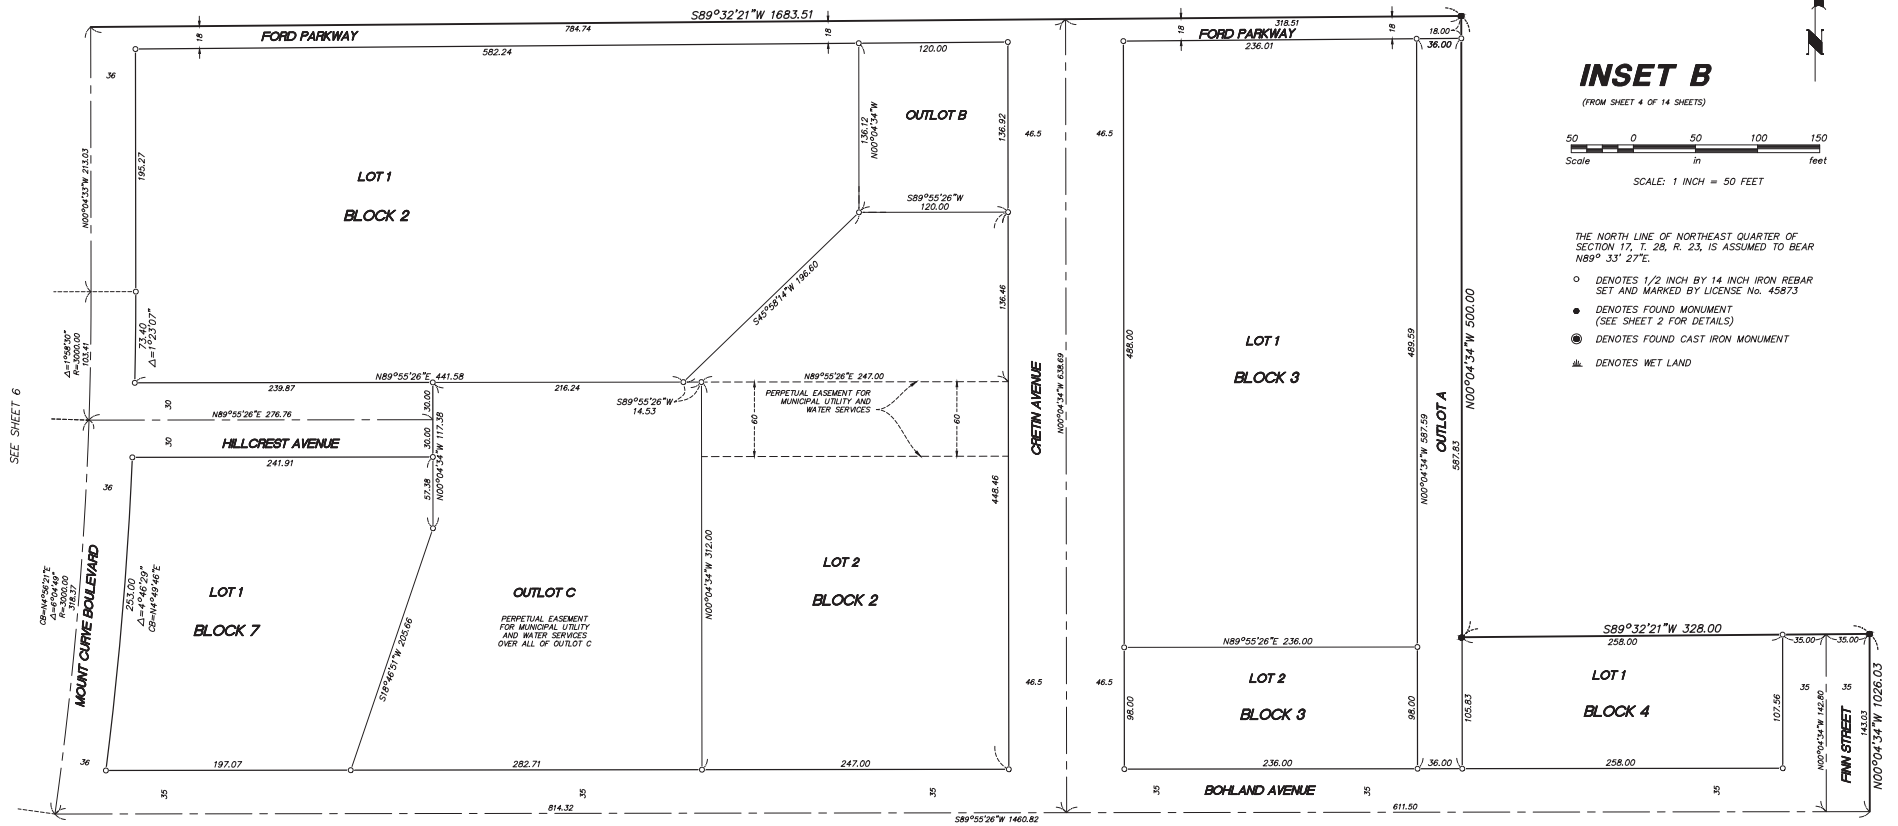 S89°32'21"W 1683.51
784.74
318.51
FORD PARKWAY
18
18
582.24
120.00
FORD PARKWAY
236.01
18
18
18.00
36.00
36
N00°04'33"W 213.03
195.27
LOT 1
BLOCK 2
136.12
N00°04'34"W
OUTLOT B
136.92
46.5
46.5
S89°55'26"W
120.00
S45°58'14"W 196.60
136.46
Δ=1°58'30"
R=3000.00
103.41
73.40
Δ=1°23'07"
N89°55'26"E 441.58
239.87
216.24
S89°55'26"W
14.53
N89°55'26"E 247.00
PERPETUAL EASEMENT FOR
MUNICIPAL UTILITY AND
WATER SERVICES
60
60
30
30
30.00
30.00
N00°04'34"W 117.38
57.38
N89°55'26"E 276.76
HILLCREST AVENUE
241.91
SEE SHEET 6
36
MOUNT CURVE BOULEVARD
CB=N4°56'21"E
Δ=6°04'49"
R=3000.00
318.37
253.00
Δ=4°46'29"
CB=N4°49'46"E
LOT 1
BLOCK 7
S18°46'51"W 205.66
OUTLOT C
PERPETUAL EASEMENT
FOR MUNICIPAL UTILITY
AND WATER SERVICES
OVER ALL OF OUTLOT C
N00°04'34"W 312.00
LOT 2
BLOCK 2
448.46
CRETIN AVENUE
N00°04'34"W 638.69
46.5
46.5
488.00
LOT 1
BLOCK 3
489.59
N00°04'34"W 587.59
OUTLOT A
587.83
N00°04'34"W 500.00
N89°55'26"E 236.00
98.00
LOT 2
BLOCK 3
98.00
105.83
S89°32'21"W 328.00
258.00
35.00
35.00
LOT 1
BLOCK 4
107.56
35
35
N00°04'34"W 142.80
FINN STREET
143.03
N00°04'34"W 1026.03
36
197.07
282.71
247.00
236.00
36.00
258.00
35
35
35
BOHLAND AVENUE
35
35
35
814.32
611.50
S89°55'26"W 1460.82
N
INSET B
(FROM SHEET 4 OF 14 SHEETS)
50 0 50 100 150
Scale in feet
SCALE: 1 INCH = 50 FEET
THE NORTH LINE OF NORTHEAST QUARTER OF
SECTION 17, T. 28, R. 23, IS ASSUMED TO BEAR
N89° 33' 27"E.
DENOTES 1/2 INCH BY 14 INCH IRON REBAR
SET AND MARKED BY LICENSE No. 45873
DENOTES FOUND MONUMENT
(SEE SHEET 2 FOR DETAILS)
DENOTES FOUND CAST IRON MONUMENT
DENOTES WET LAND